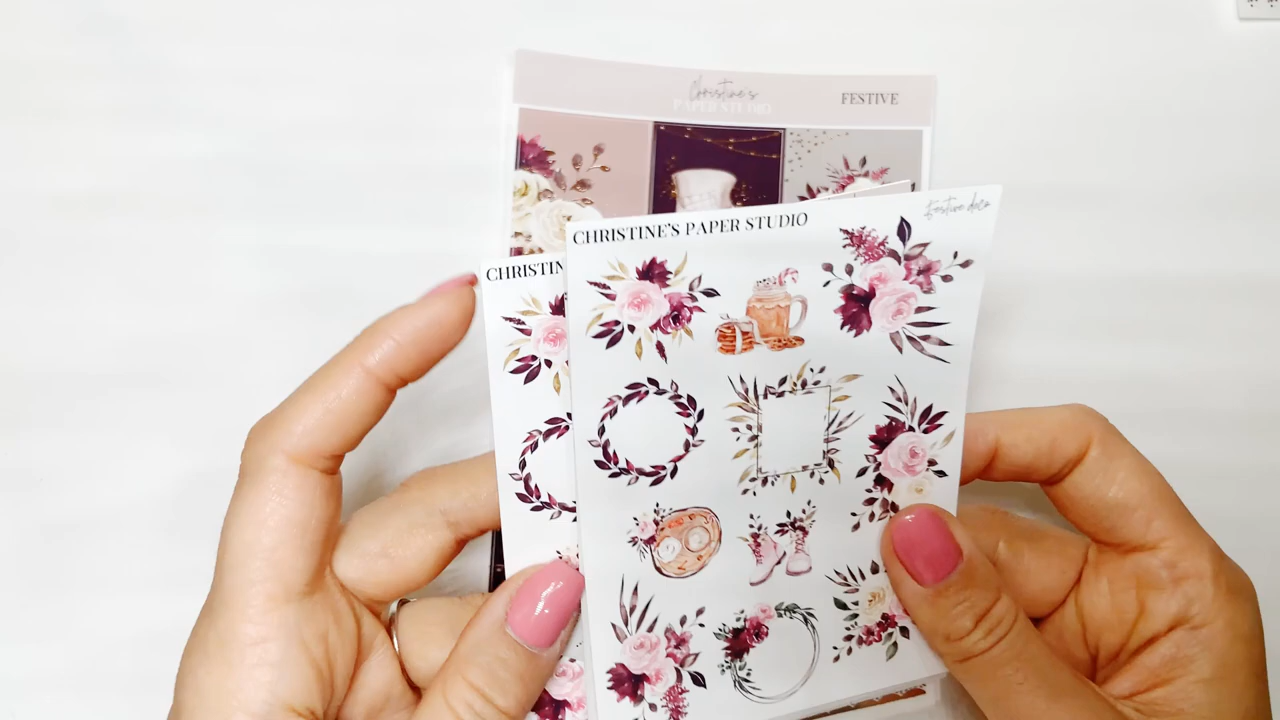 Christine's
PAPER STUDIO
FESTIVE
CHRISTINE'S PAPER STUDIO
Festive deco
CHRISTIN